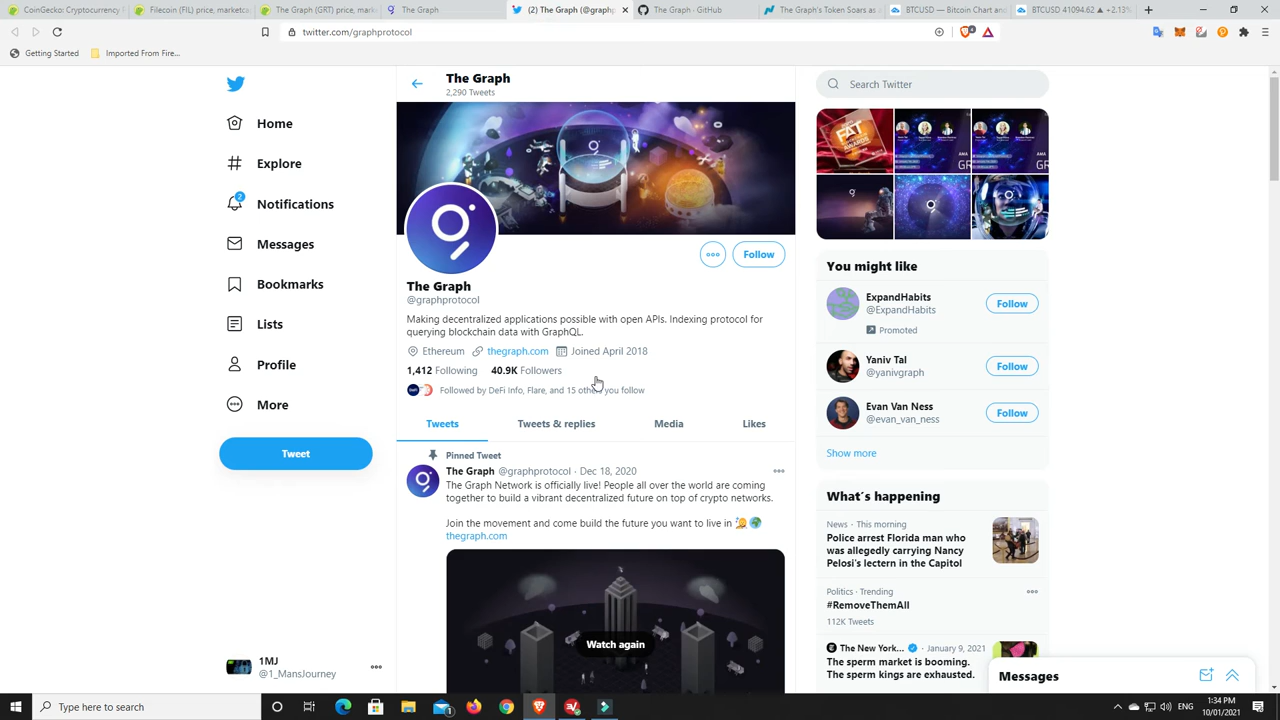 CoinGecko: Cryptocurrency F
Filecoin (FIL) price, marketca
The Graph (GRT) price, mark
The Graph
(2) The Graph (@graphp
The Graph · GitHub
The Graph's Token Soars as
BTCUSD — Bitcoin Chart and
BTCUSD 41094.62 ▲ +2.13%
twitter.com/graphprotocol
Getting Started
Imported From Fire...
The Graph
2,290 Tweets
Search Twitter
Home
Explore
2
Notifications
Messages
Bookmarks
Lists
Profile
More
Tweet
Follow
The Graph
@graphprotocol
Making decentralized applications possible with open APIs. Indexing protocol for
querying blockchain data with GraphQL.
Ethereum thegraph.com Joined April 2018
1,412 Following 40.9K Followers
Followed by DeFi Info, Flare, and 15 others you follow
Tweets
Tweets & replies
Media
Likes
Pinned Tweet
The Graph @graphprotocol · Dec 18, 2020
The Graph Network is officially live! People all over the world are coming
together to build a vibrant decentralized future on top of crypto networks.
Join the movement and come build the future you want to live in
thegraph.com
Watch again
You might like
ExpandHabits
@ExpandHabits
Promoted
Follow
Yaniv Tal
@yanivgraph
Follow
Evan Van Ness
@evan_van_ness
Follow
Show more
What's happening
News · This morning
Police arrest Florida man who
was allegedly carrying Nancy
Pelosi's lectern in the Capitol
Politics · Trending
#RemoveThemAll
112K Tweets
The New York... · January 9, 2021
The sperm market is booming.
The sperm kings are exhausted.
Messages
1MJ
@1_MansJourney
Type here to search
ENG
1:34 PM
10/01/2021